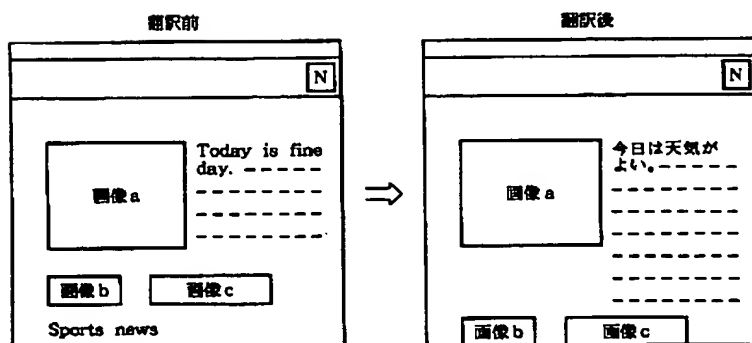 翻訳前
N
画像a
Today is fine
day.
画像b
画像c
Sports news
翻訳後
N
画像a
今日は天気が
よい。
画像b
画像c